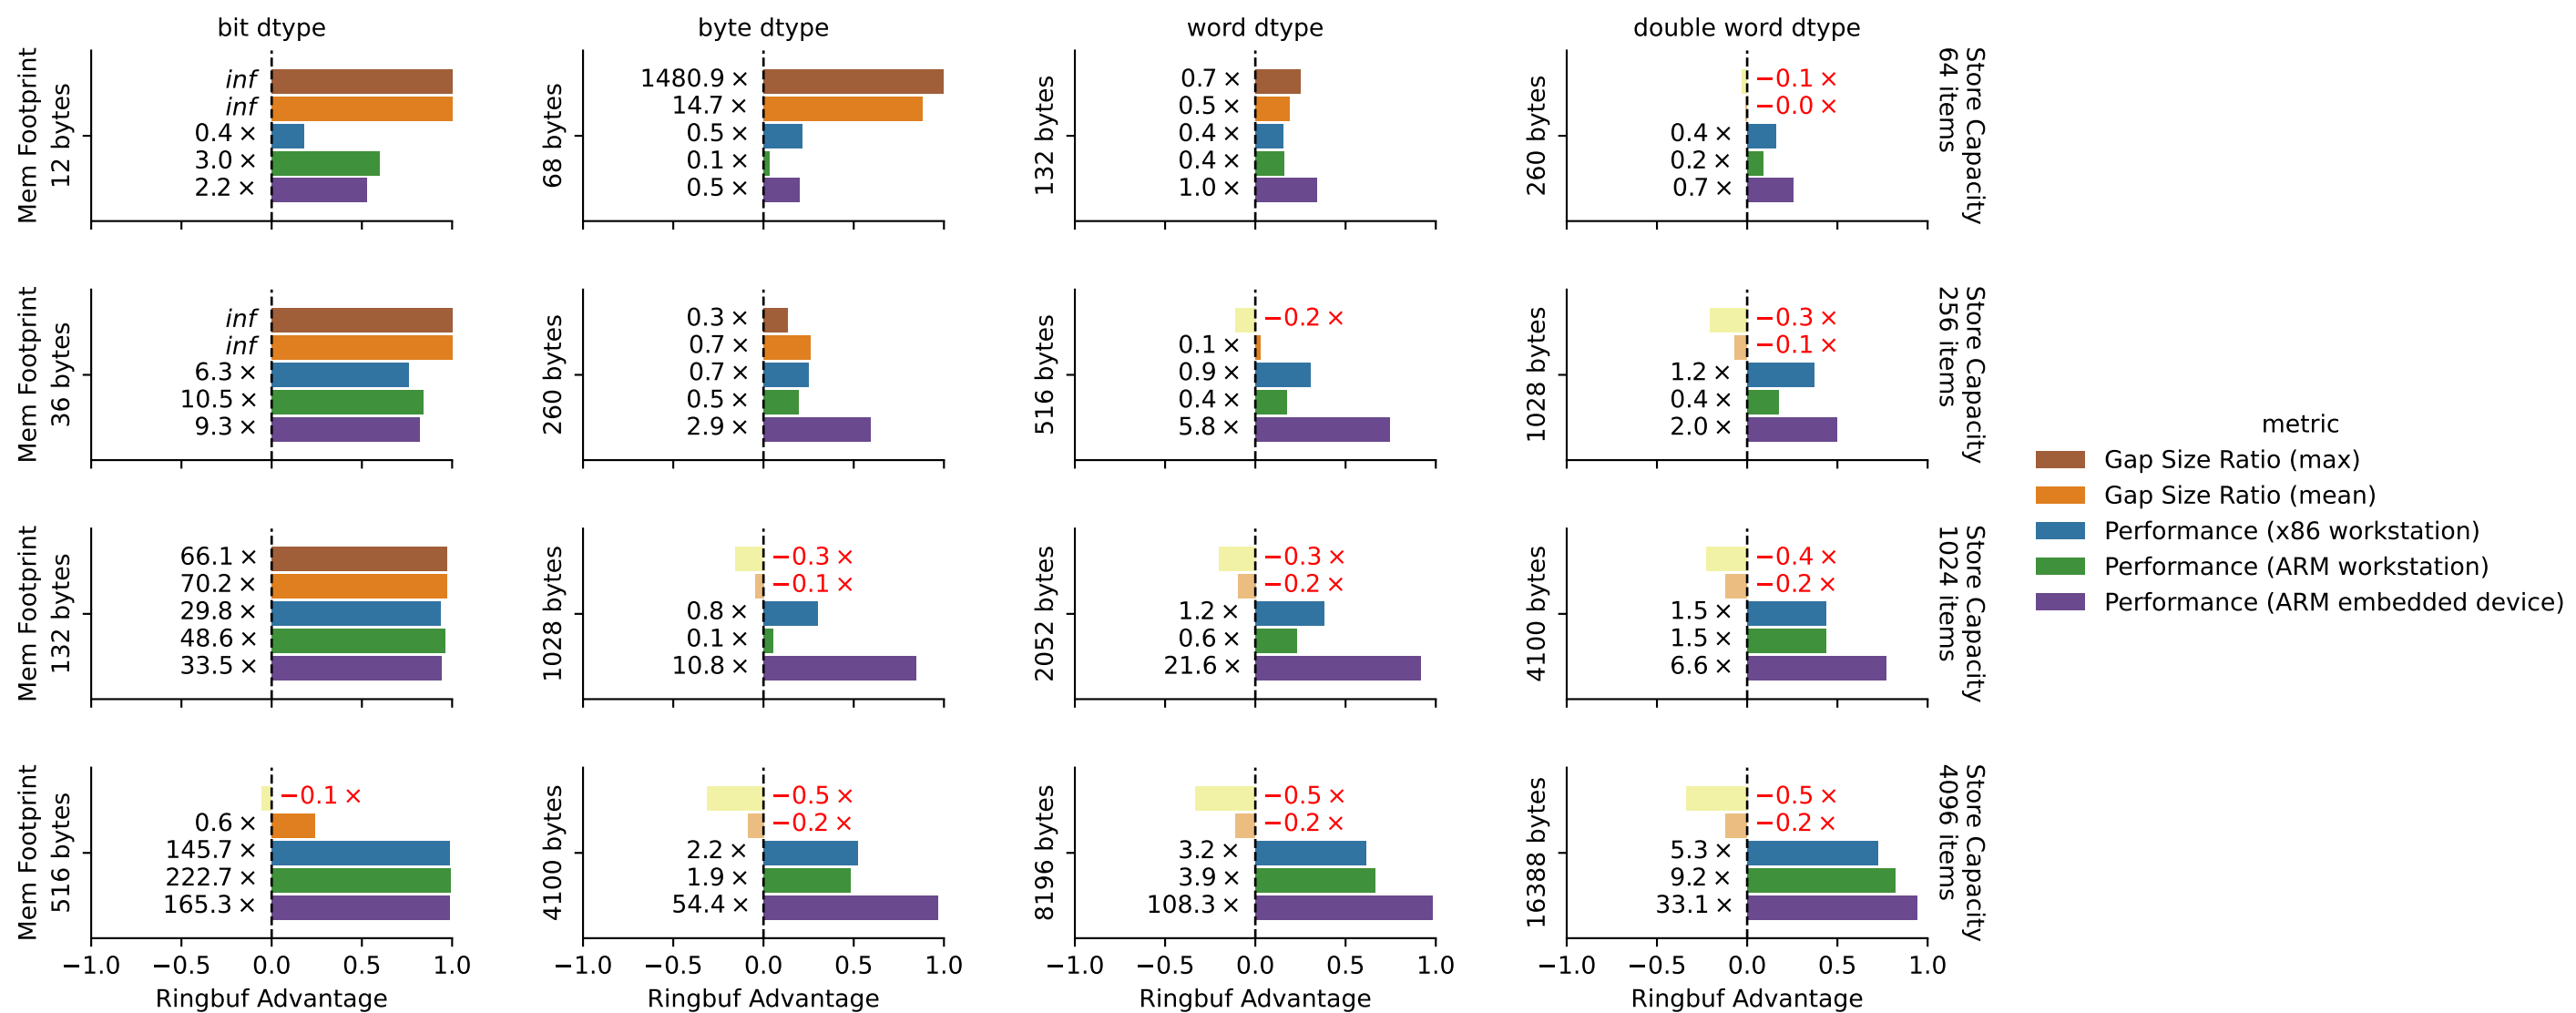 bit dtype
byte dtype
word dtype
double word dtype
Mem Footprint
12 bytes
inf
inf
0.4 ×
3.0 ×
2.2 ×
68 bytes
1480.9 ×
14.7 ×
0.5 ×
0.1 ×
0.5 ×
132 bytes
0.7 ×
0.5 ×
0.4 ×
0.4 ×
1.0 ×
260 bytes
−0.1 ×
−0.0 ×
0.4 ×
0.2 ×
0.7 ×
Store Capacity
64 items
Mem Footprint
36 bytes
inf
inf
6.3 ×
10.5 ×
9.3 ×
260 bytes
0.3 ×
0.7 ×
0.7 ×
0.5 ×
2.9 ×
516 bytes
−0.2 ×
0.1 ×
0.9 ×
0.4 ×
5.8 ×
1028 bytes
−0.3 ×
−0.1 ×
1.2 ×
0.4 ×
2.0 ×
Store Capacity
256 items
Mem Footprint
132 bytes
66.1 ×
70.2 ×
29.8 ×
48.6 ×
33.5 ×
1028 bytes
−0.3 ×
−0.1 ×
0.8 ×
0.1 ×
10.8 ×
2052 bytes
−0.3 ×
−0.2 ×
1.2 ×
0.6 ×
21.6 ×
4100 bytes
−0.4 ×
−0.2 ×
1.5 ×
1.5 ×
6.6 ×
Store Capacity
1024 items
Mem Footprint
516 bytes
−0.1 ×
0.6 ×
145.7 ×
222.7 ×
165.3 ×
4100 bytes
−0.5 ×
−0.2 ×
2.2 ×
1.9 ×
54.4 ×
8196 bytes
−0.5 ×
−0.2 ×
3.2 ×
3.9 ×
108.3 ×
16388 bytes
−0.5 ×
−0.2 ×
5.3 ×
9.2 ×
33.1 ×
Store Capacity
4096 items
−1.0 −0.5 0.0 0.5 1.0
Ringbuf Advantage
−1.0 −0.5 0.0 0.5 1.0
Ringbuf Advantage
−1.0 −0.5 0.0 0.5 1.0
Ringbuf Advantage
−1.0 −0.5 0.0 0.5 1.0
Ringbuf Advantage
metric
Gap Size Ratio (max)
Gap Size Ratio (mean)
Performance (x86 workstation)
Performance (ARM workstation)
Performance (ARM embedded device)